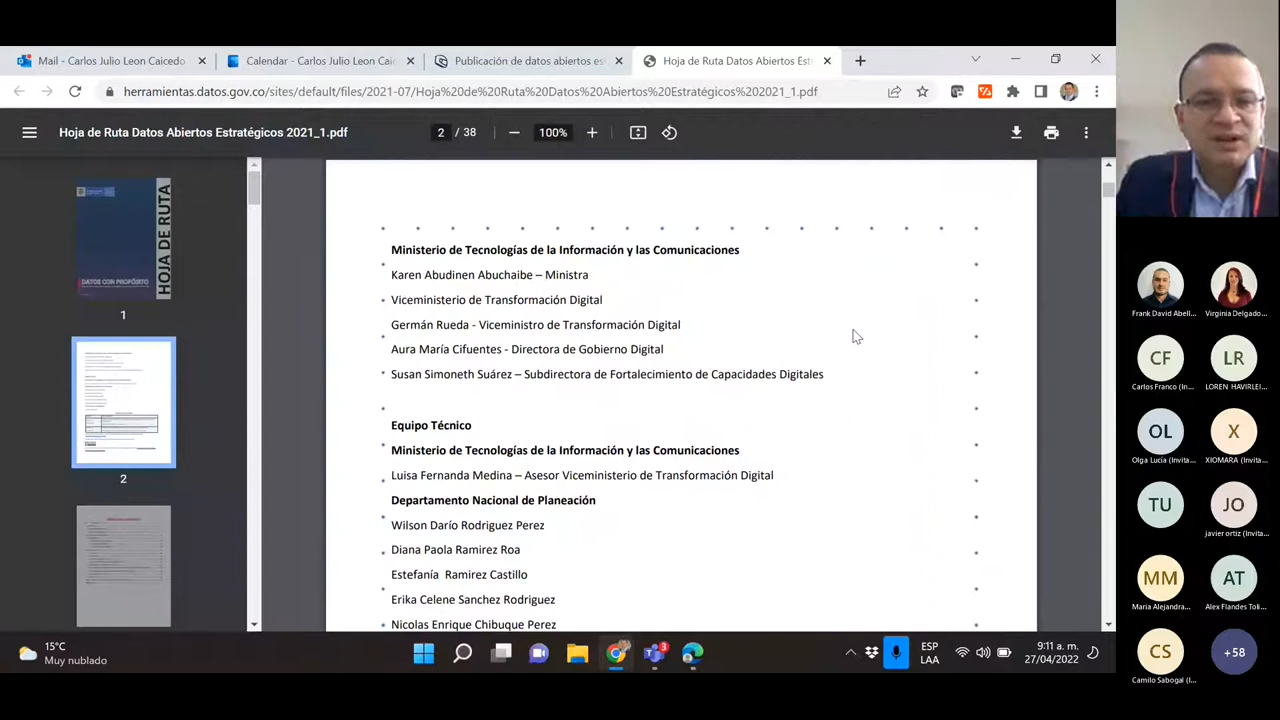 Mail - Carlos Julio Leon Caicedo
Calendar - Carlos Julio Leon Cai
Publicación de datos abiertos es
Hoja de Ruta Datos Abiertos Est
herramientas.datos.gov.co/sites/default/files/2021-07/Hoja%20de%20Ruta%20Datos%20Abiertos%20Estratégicos%202021_1.pdf
Hoja de Ruta Datos Abiertos Estratégicos 2021_1.pdf
2 / 38
100%
HOJA DE RUTA
DATOS CON PROPÓSITO
1
2
Ministerio de Tecnologías de la Información y las Comunicaciones
Karen Abudinen Abuchaibe – Ministra
Viceministerio de Transformación Digital
Germán Rueda - Viceministro de Transformación Digital
Aura María Cifuentes - Directora de Gobierno Digital
Susan Simoneth Suárez – Subdirectora de Fortalecimiento de Capacidades Digitales
Equipo Técnico
Ministerio de Tecnologías de la Información y las Comunicaciones
Luisa Fernanda Medina – Asesor Viceministerio de Transformación Digital
Departamento Nacional de Planeación
Wilson Darío Rodriguez Perez
Diana Paola Ramirez Roa
Estefanía Ramirez Castillo
Erika Celene Sanchez Rodriguez
Nicolas Enrique Chibuque Perez
Frank David Abell...
Virginia Delgado...
CF
LR
Carlos Franco (In...
LOREN HAVIRLEI...
OL
X
Olga Lucía (Invita...
XIOMARA (Invita...
TU
JO
javier ortiz (Invita...
MM
AT
Maria Alejandra...
Alex Flandes Toli...
CS
+58
Camilo Sabogal (I...
15°C
Muy nublado
3
ESP
LAA
9:11 a. m.
27/04/2022